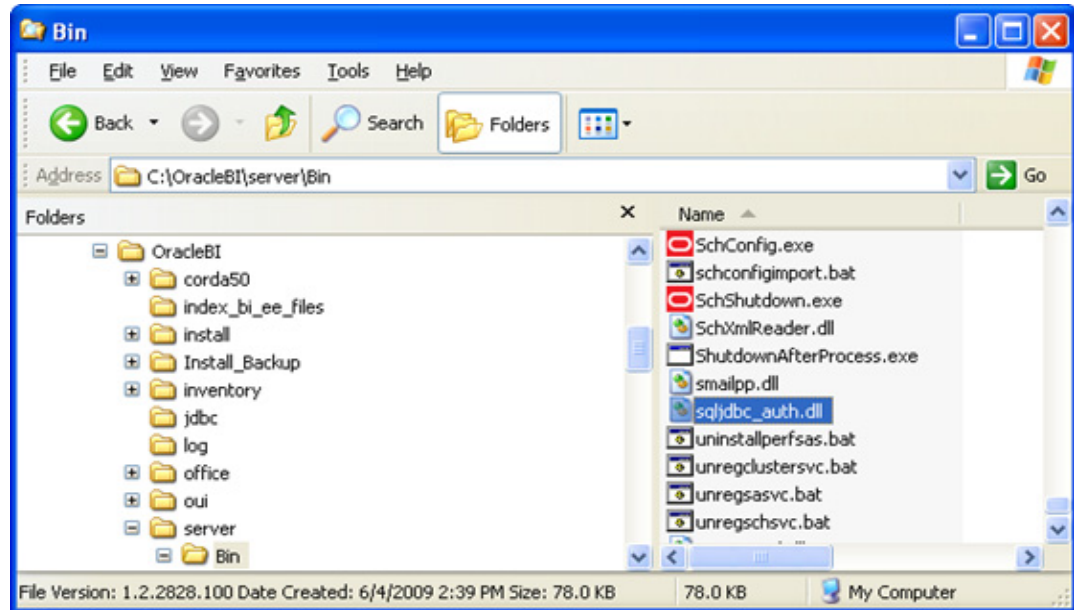 Bin
File Edit View Favorites Tools Help
Back Search Folders
Address C:\OracleBI\server\Bin Go
Folders x Name
OracleBI
corda50
index_bi_ee_files
install
Install_Backup
inventory
jdbc
log
office
oui
server
Bin
SchConfig.exe
schconfigimport.bat
SchShutdown.exe
SchXmlReader.dll
ShutdownAfterProcess.exe
smailpp.dll
sqljdbc_auth.dll
uninstallperfsas.bat
unregclustersvc.bat
unregsasvc.bat
unregschsvc.bat
File Version: 1.2.2828.100 Date Created: 6/4/2009 2:39 PM Size: 78.0 KB 78.0 KB My Computer